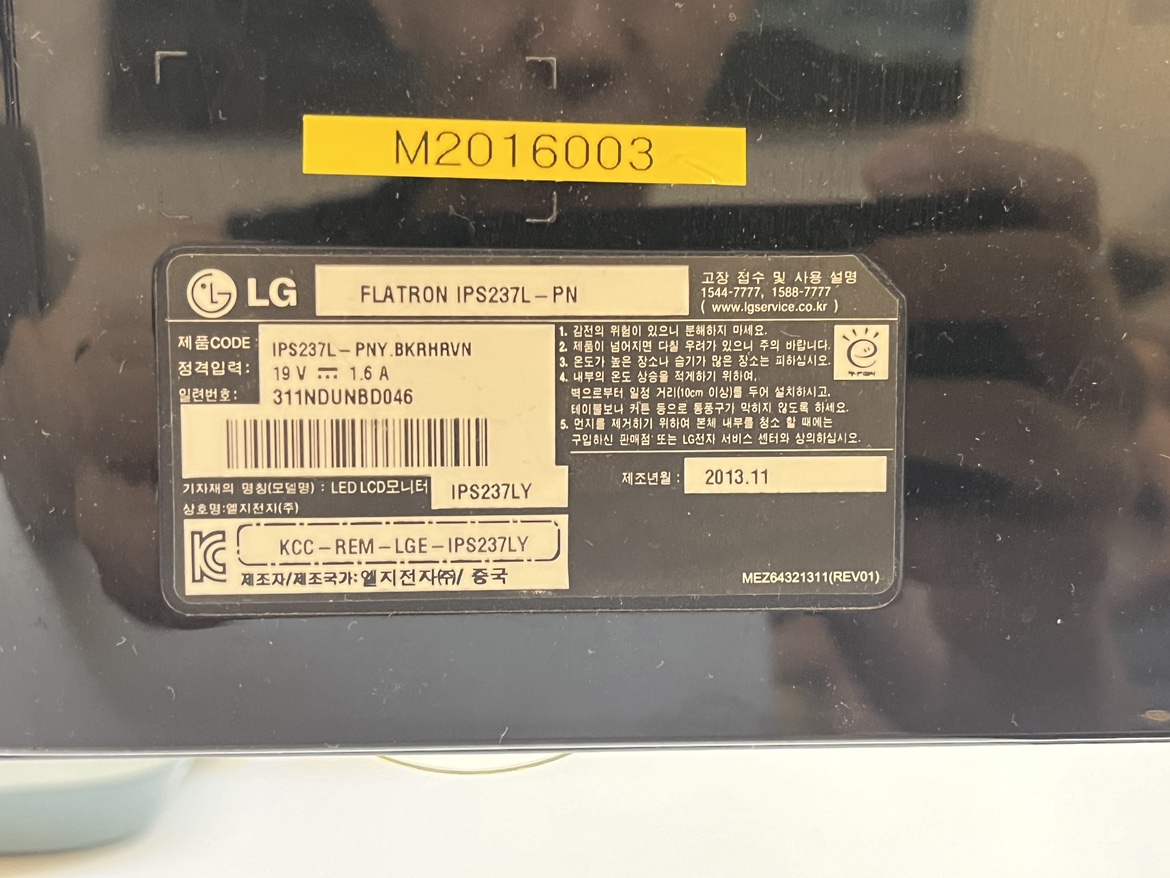 M2016003
LG FLATRON IPS237L-PN
고장 접수 및 사용 설명
1544-7777, 1588-7777
( www.lgservice.co.kr )
제품CODE : IPS237L-PNY.BKRHRVN
정격입력: 19 V ⎓ 1.6 A
일련번호: 311NDUNBD046
기자재의 명칭(모델명) : LED LCD모니터 IPS237LY
상호명:엘지전자(주)
KCC-REM-LGE-IPS237LY
제조자/제조국가: 엘지전자㈜/ 중국
1. 감전의 위험이 있으니 분해하지 마세요.
2. 제품이 넘어지면 다칠 우려가 있으니 주의 바랍니다.
3. 온도가 높은 장소나 습기가 많은 장소는 피하십시오.
4. 내부의 온도 상승을 적게하기 위하여,
벽으로부터 일정 거리(10cm 이상)를 두어 설치하시고,
테이블보나 커튼 등으로 통풍구가 막히지 않도록 하세요.
5. 먼지를 제거히기 위하여 본체 내부를 청소 할 때에는
구입하신 판매점 또는 LG전자 서비스 센터와 상의하십시오.
제조년월 : 2013.11
MEZ64321311(REV01)